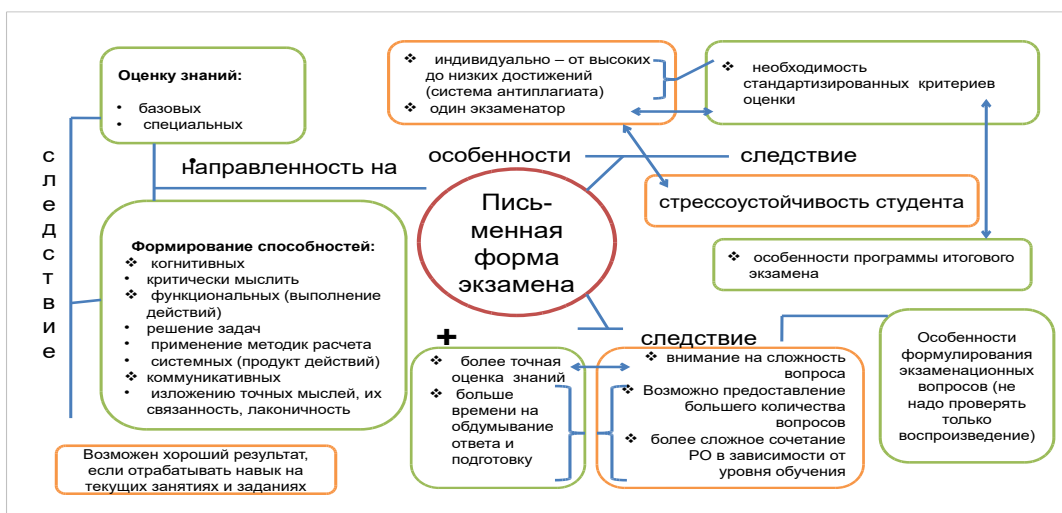 Оценку знаний:
• базовых
• специальных
❖ индивидуально – от высоких
до низких достижений
(система антиплагиата)
❖ один экзаменатор
❖ необходимость
стандартизированных критериев
оценки
следствие
• направленность на
особенности
следствие
Пись-
менная
форма
экзамена
стрессоустойчивость студента
❖ особенности программы итогового
экзамена
Формирование способностей:
❖ когнитивных
• критически мыслить
❖ функциональных (выполнение
действий)
• решение задач
• применение методик расчета
• системных (продукт действий)
❖ коммуникативных
• изложению точных мыслей, их
связанность, лаконичность
+
следствие
❖ более точная
оценка знаний
❖ больше
времени на
обдумывание
ответа и
подготовку
❖ внимание на сложность
вопроса
❖ Возможно предоставление
большего количества
вопросов
❖ более сложное сочетание
РО в зависимости от
уровня обучения
Особенности
формулирования
экзаменационных
вопросов (не
надо проверять
только
воспроизведение)
Возможен хороший результат,
если отрабатывать навык на
текущих занятиях и заданиях